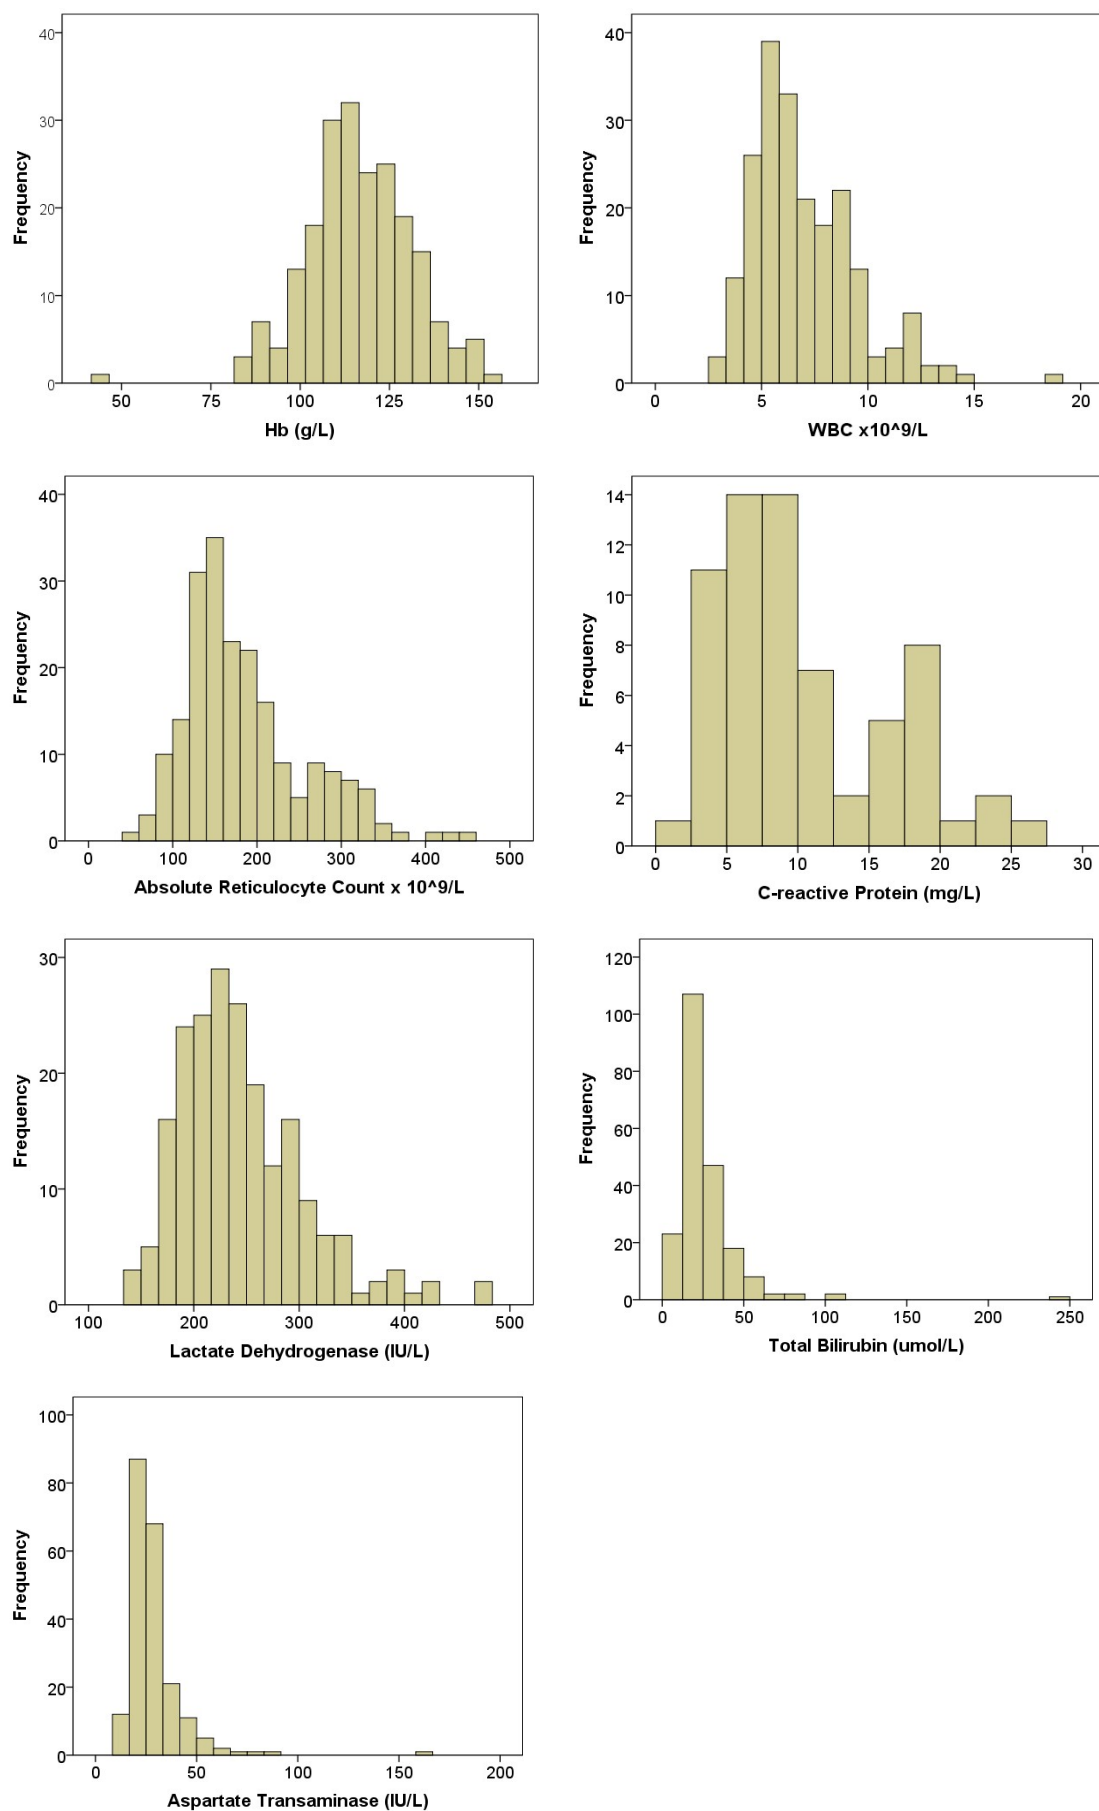 40
30
20
10
0
Frequency
50 75 100 125 150
Hb (g/L)
40
30
20
10
0
Frequency
0 5 10 15 20
WBC x10^9/L
40
30
20
10
0
Frequency
0 100 200 300 400 500
Absolute Reticulocyte Count x 10^9/L
14
12
10
8
6
4
2
0
Frequency
0 5 10 15 20 25 30
C-reactive Protein (mg/L)
30
20
10
0
Frequency
100 200 300 400 500
Lactate Dehydrogenase (IU/L)
120
100
80
60
40
20
0
Frequency
0 50 100 150 200 250
Total Bilirubin (umol/L)
100
80
60
40
20
0
Frequency
0 50 100 150 200
Aspartate Transaminase (IU/L)